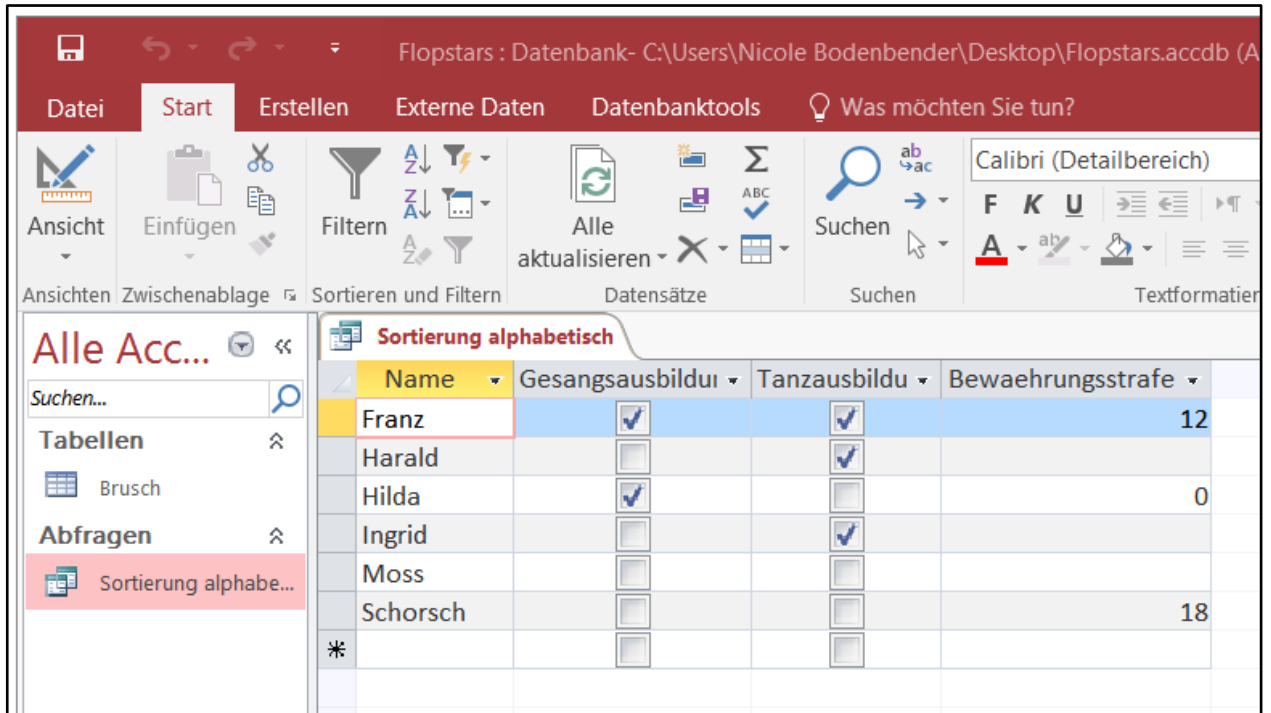 Flopstars : Datenbank- C:\Users\Nicole Bodenbender\Desktop\Flopstars.accdb (A
Datei Start Erstellen Externe Daten Datenbanktools Was möchten Sie tun?
Ansicht Einfügen Filtern Alle aktualisieren Suchen Calibri (Detailbereich)
F K U
Ansichten Zwischenablage Sortieren und Filtern Datensätze Suchen Textformatier
Alle Acc...
Suchen...
Tabellen
Brusch
Abfragen
Sortierung alphabe...
Sortierung alphabetisch
Name Gesangsausbildu Tanzausbildu Bewaehrungsstrafe
Franz 12
Harald
Hilda 0
Ingrid
Moss
Schorsch 18